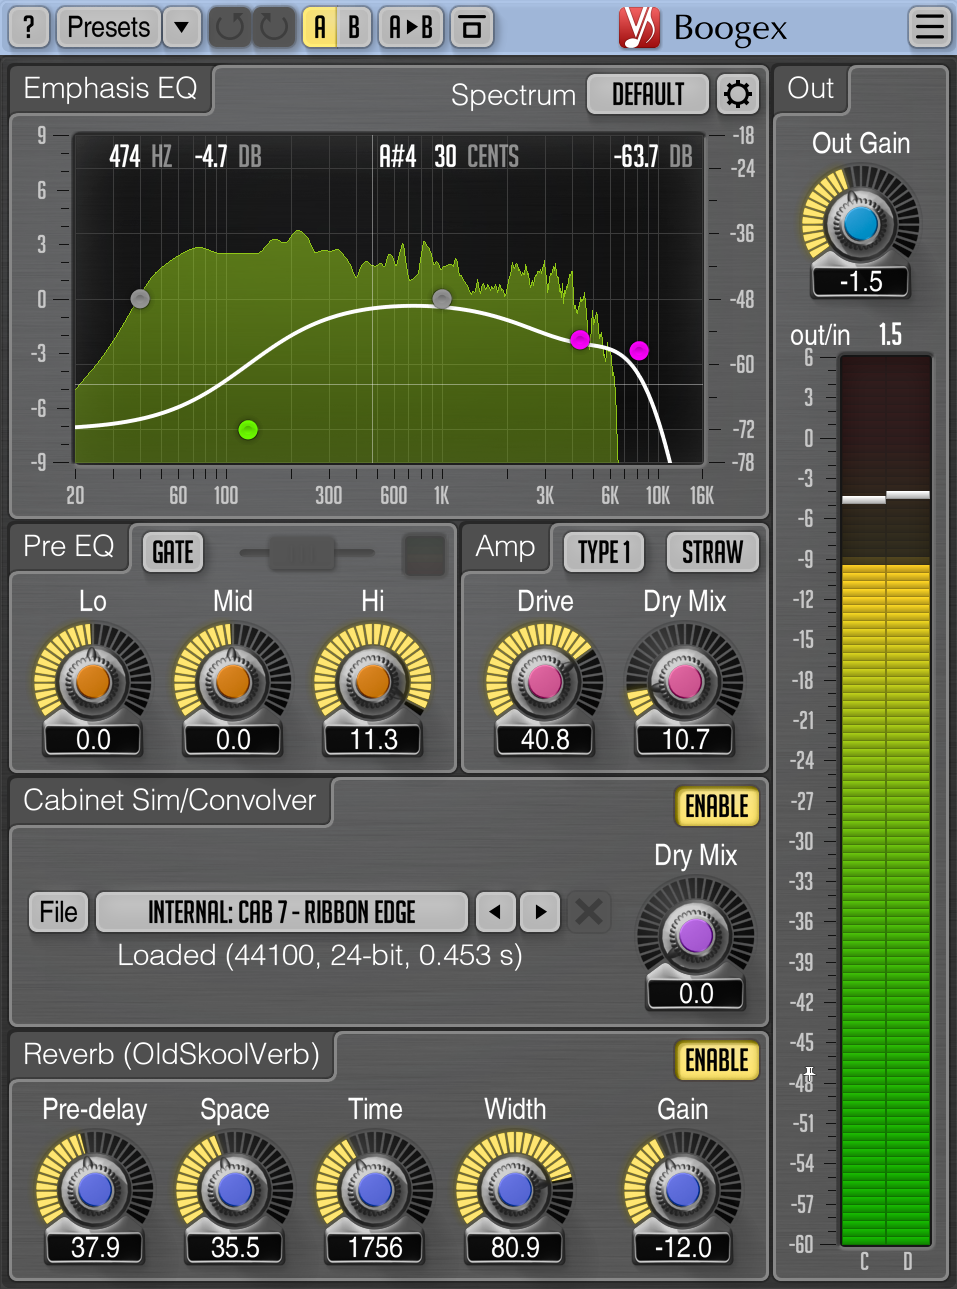 ? Presets A B A▸B Boogex
Emphasis EQ Spectrum DEFAULT Out
474 HZ -4.7 DB A#4 30 CENTS -63.7 DB
9
6
3
0
-3
-6
-9
-18
-24
-36
-48
-60
-72
-78
20 60 100 300 600 1K 3K 6K 10K 16K
Out Gain
-1.5
out/in 1.5
6
3
0
-3
-6
-9
-12
-15
-18
-21
-24
-27
-30
-33
-36
-39
-42
-45
-48
-51
-54
-57
-60
C D
Pre EQ GATE
Lo Mid Hi
0.0 0.0 11.3
Amp TYPE 1 STRAW
Drive Dry Mix
40.8 10.7
Cabinet Sim/Convolver ENABLE
Dry Mix
File INTERNAL: CAB 7 - RIBBON EDGE
Loaded (44100, 24-bit, 0.453 s)
0.0
Reverb (OldSkoolVerb) ENABLE
Pre-delay Space Time Width Gain
37.9 35.5 1756 80.9 -12.0